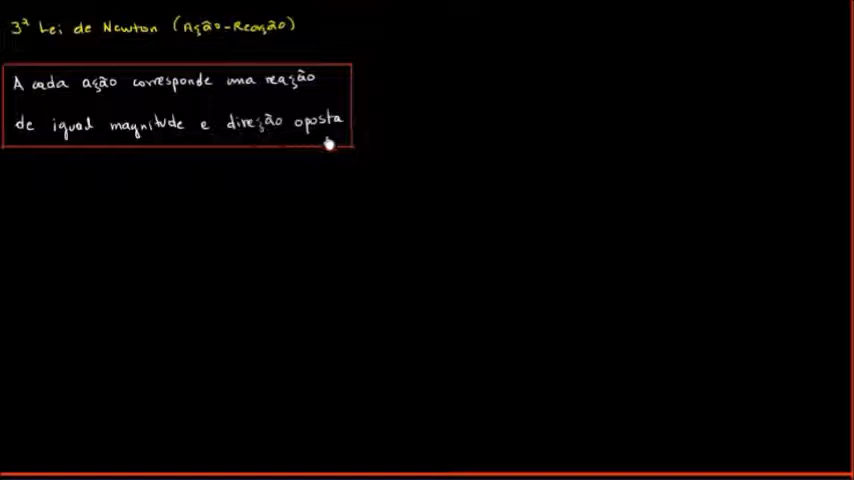 3ª Lei de Newton (Ação-Reação)
A cada ação corresponde uma reação
de igual magnitude e direção oposta